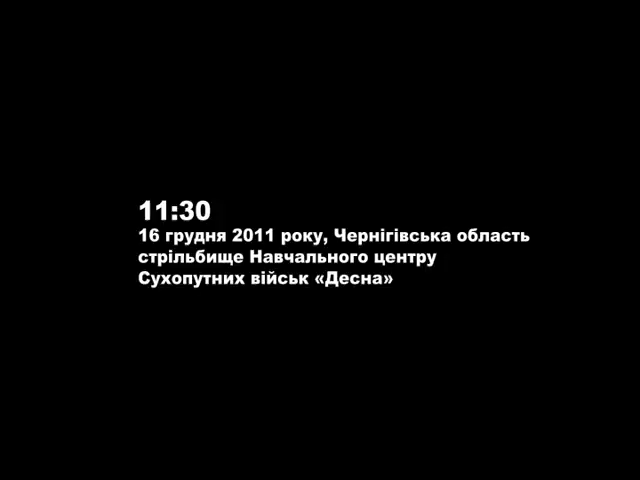 11:30
16 грудня 2011 року, Чернігівська область
стрільбище Навчального центру
Сухопутних військ «Десна»